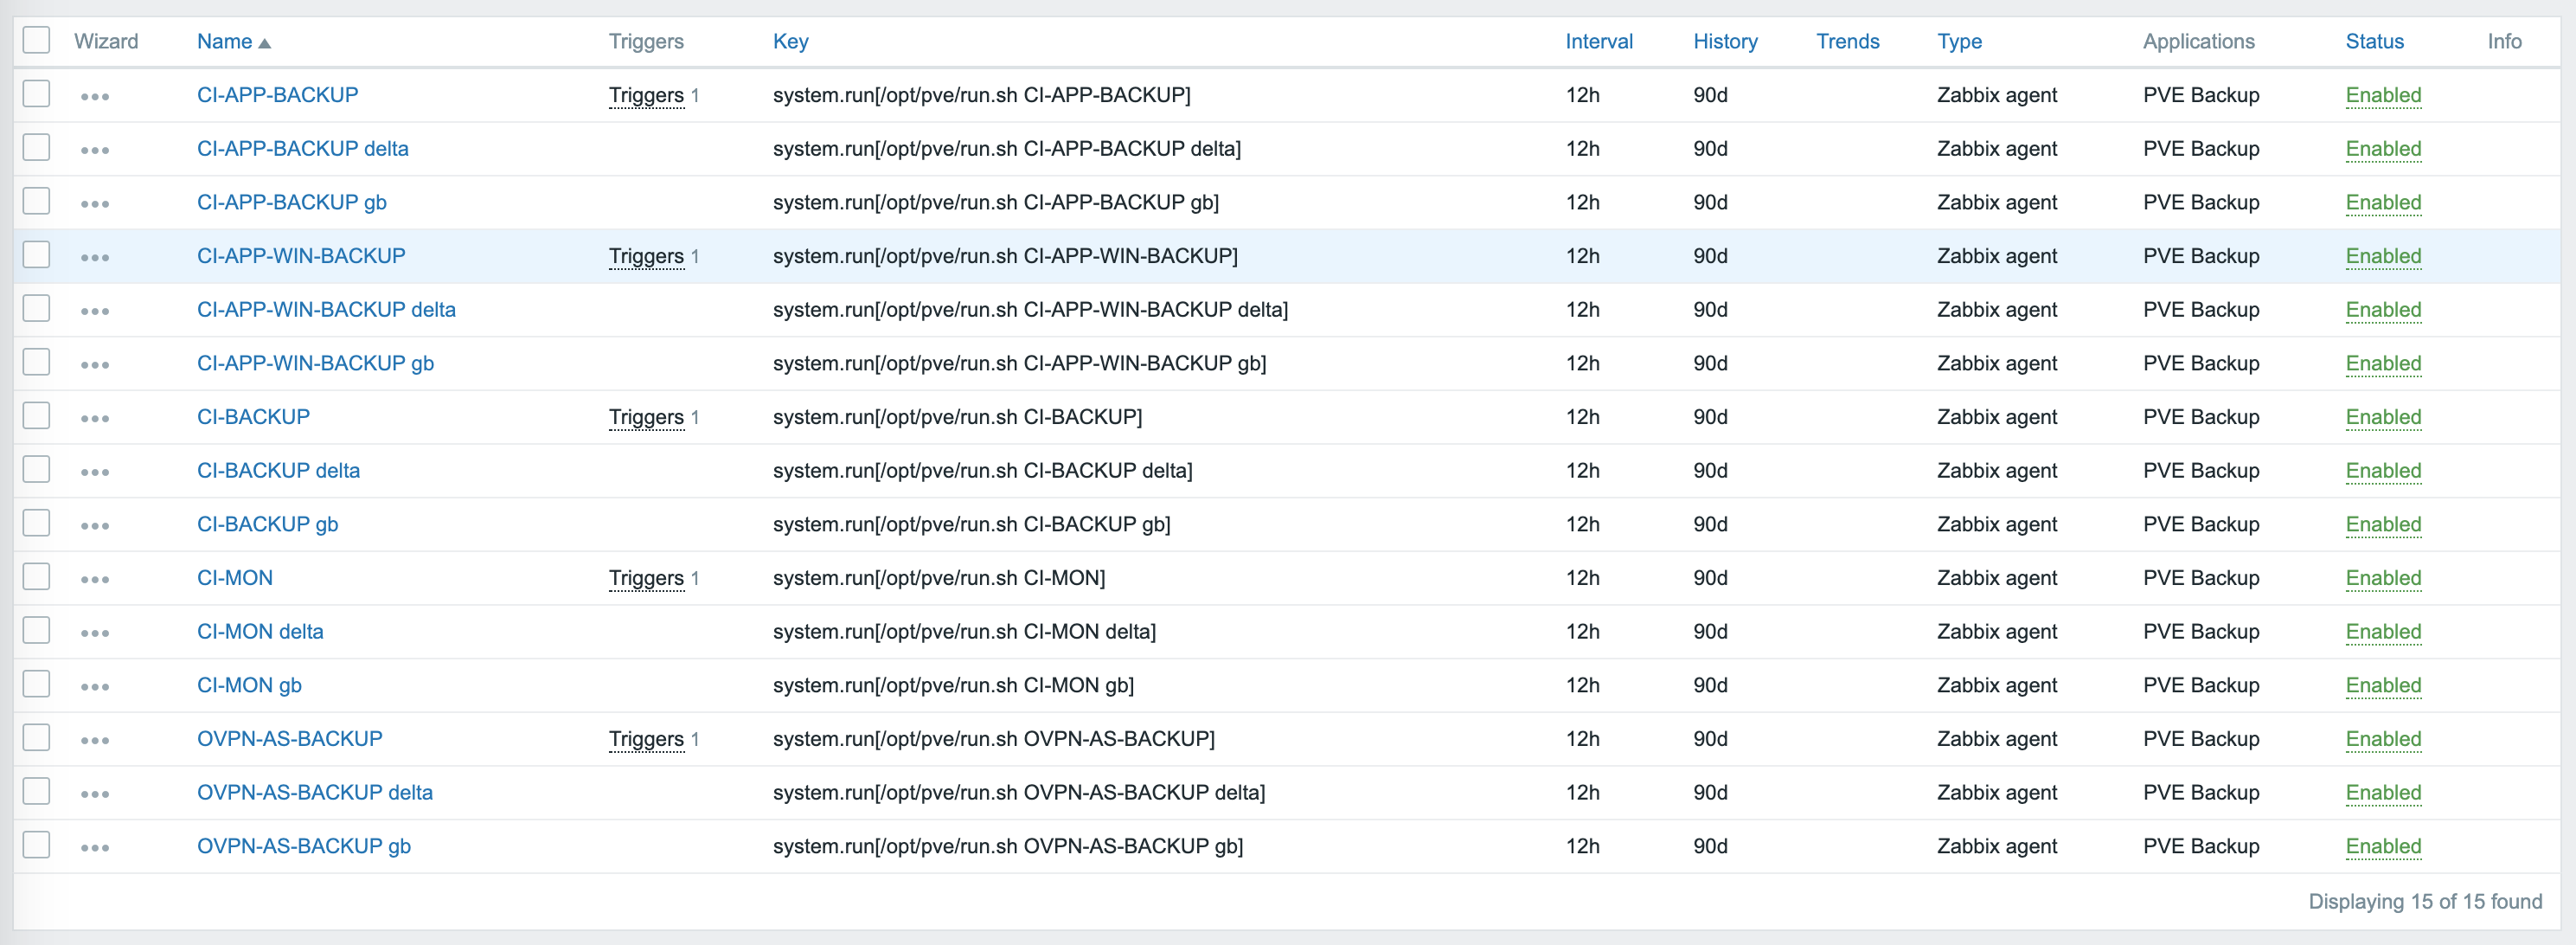 Wizard Name ▲ Triggers Key Interval History Trends Type Applications Status Info
CI-APP-BACKUP Triggers 1 system.run[/opt/pve/run.sh CI-APP-BACKUP] 12h 90d Zabbix agent PVE Backup Enabled
CI-APP-BACKUP delta system.run[/opt/pve/run.sh CI-APP-BACKUP delta] 12h 90d Zabbix agent PVE Backup Enabled
CI-APP-BACKUP gb system.run[/opt/pve/run.sh CI-APP-BACKUP gb] 12h 90d Zabbix agent PVE Backup Enabled
CI-APP-WIN-BACKUP Triggers 1 system.run[/opt/pve/run.sh CI-APP-WIN-BACKUP] 12h 90d Zabbix agent PVE Backup Enabled
CI-APP-WIN-BACKUP delta system.run[/opt/pve/run.sh CI-APP-WIN-BACKUP delta] 12h 90d Zabbix agent PVE Backup Enabled
CI-APP-WIN-BACKUP gb system.run[/opt/pve/run.sh CI-APP-WIN-BACKUP gb] 12h 90d Zabbix agent PVE Backup Enabled
CI-BACKUP Triggers 1 system.run[/opt/pve/run.sh CI-BACKUP] 12h 90d Zabbix agent PVE Backup Enabled
CI-BACKUP delta system.run[/opt/pve/run.sh CI-BACKUP delta] 12h 90d Zabbix agent PVE Backup Enabled
CI-BACKUP gb system.run[/opt/pve/run.sh CI-BACKUP gb] 12h 90d Zabbix agent PVE Backup Enabled
CI-MON Triggers 1 system.run[/opt/pve/run.sh CI-MON] 12h 90d Zabbix agent PVE Backup Enabled
CI-MON delta system.run[/opt/pve/run.sh CI-MON delta] 12h 90d Zabbix agent PVE Backup Enabled
CI-MON gb system.run[/opt/pve/run.sh CI-MON gb] 12h 90d Zabbix agent PVE Backup Enabled
OVPN-AS-BACKUP Triggers 1 system.run[/opt/pve/run.sh OVPN-AS-BACKUP] 12h 90d Zabbix agent PVE Backup Enabled
OVPN-AS-BACKUP delta system.run[/opt/pve/run.sh OVPN-AS-BACKUP delta] 12h 90d Zabbix agent PVE Backup Enabled
OVPN-AS-BACKUP gb system.run[/opt/pve/run.sh OVPN-AS-BACKUP gb] 12h 90d Zabbix agent PVE Backup Enabled
Displaying 15 of 15 found